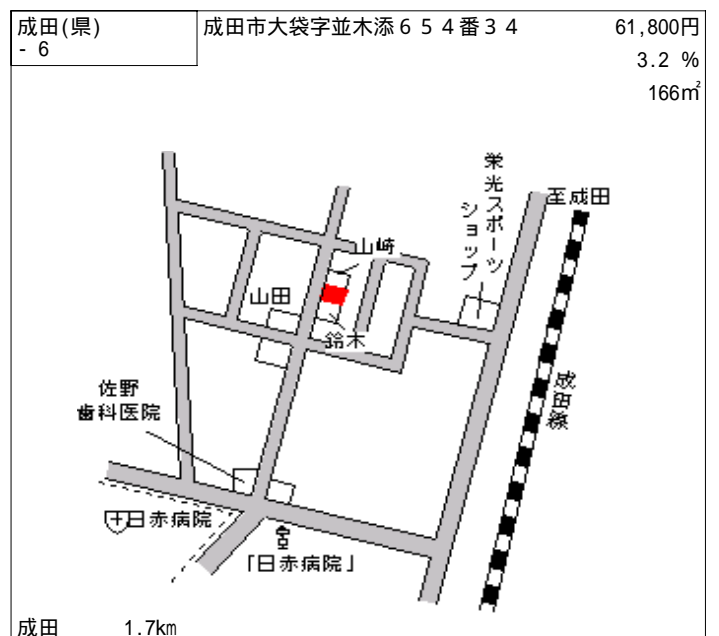 成田(県)
- 6
成田市大袋字並木添６５４番３４
61,800円
3.2 %
166㎡
栄光スポーツ
ショップ
至成田
山崎
山田
鈴木
成田線
佐野
歯科医院
日赤病院
「日赤病院」
成田 1.7km